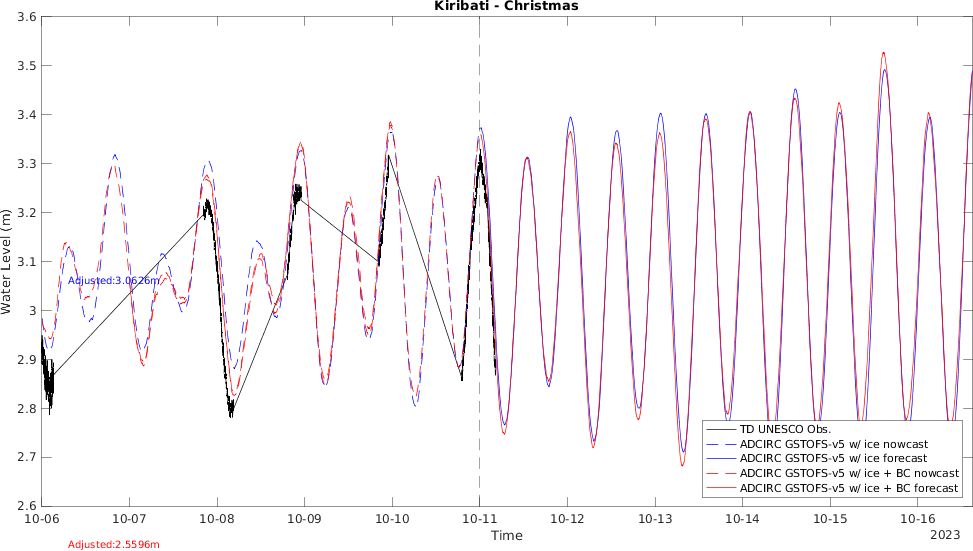 Kiribati - Christmas
Water Level (m)
3.6
3.5
3.4
3.3
3.2
3.1
3
2.9
2.8
2.7
2.6
Adjusted:3.0626m
TD UNESCO Obs.
ADCIRC GSTOFS-v5 w/ ice nowcast
ADCIRC GSTOFS-v5 w/ ice forecast
ADCIRC GSTOFS-v5 w/ ice + BC nowcast
ADCIRC GSTOFS-v5 w/ ice + BC forecast
10-06 10-07 10-08 10-09 10-10 10-11 10-12 10-13 10-14 10-15 10-16
Time
2023
Adjusted:2.5596m